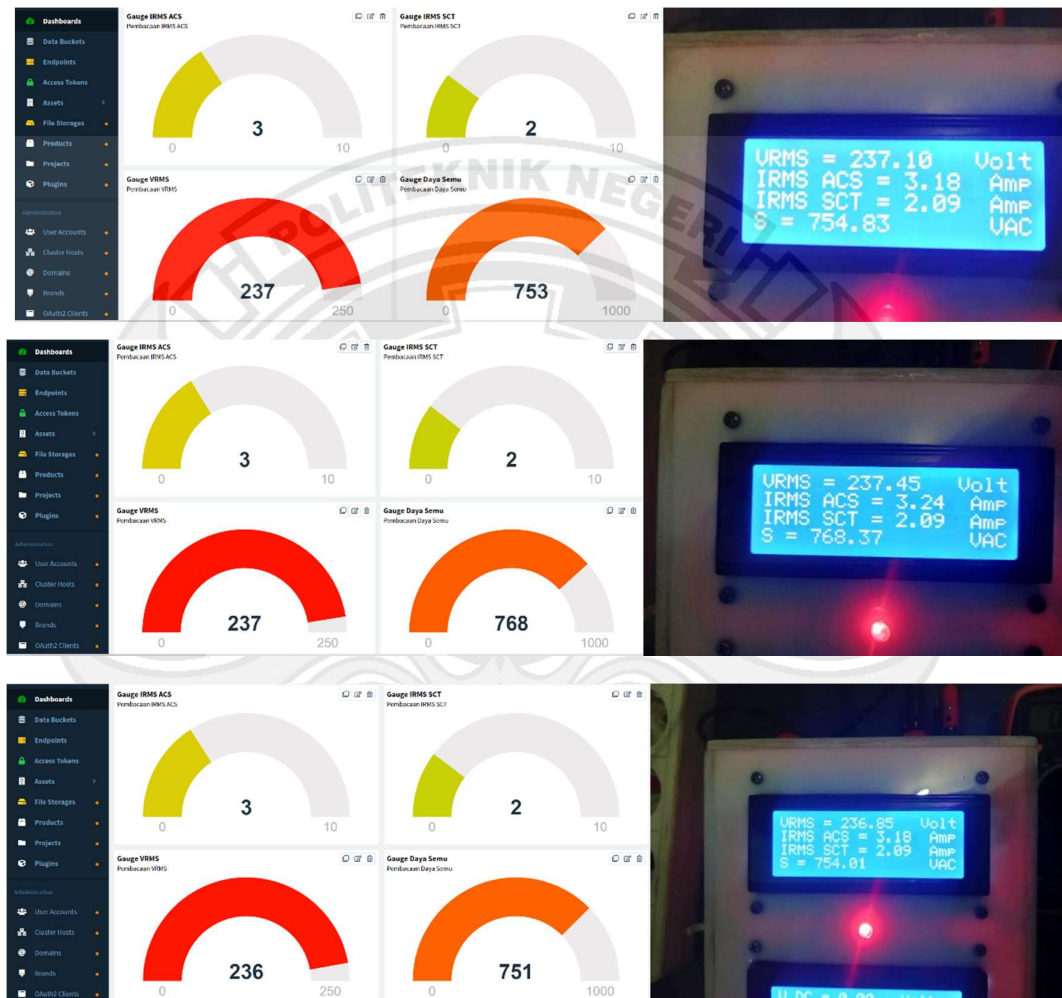 Dashboards
Data Buckets
Endpoints
Access Tokens
Assets
File Storages
Products
Projects
Plugins
Administration
User Accounts
Cluster Hosts
Domains
Brands
OAuth2 Clients
Gauge IRMS ACS
Pembacaan IRMS ACS
3
0 10
Gauge IRMS SCT
Pembacaan IRMS SCT
2
0 10
Gauge VRMS
Pembacaan VRMS
237
0 250
Gauge Daya Semu
Pembacaan Daya Semu
753
0 1000
VRMS = 237.10 Volt
IRMS ACS = 3.18 Amp
IRMS SCT = 2.09 Amp
S = 754.83 VAC
POLITEKNIK NEGERI
Dashboards
Data Buckets
Endpoints
Access Tokens
Assets
File Storages
Products
Projects
Plugins
Administration
User Accounts
Cluster Hosts
Domains
Brands
OAuth2 Clients
Gauge IRMS ACS
Pembacaan IRMS ACS
3
0 10
Gauge IRMS SCT
Pembacaan IRMS SCT
2
0 10
Gauge VRMS
Pembacaan VRMS
237
0 250
Gauge Daya Semu
Pembacaan Daya Semu
768
0 1000
VRMS = 237.45 Volt
IRMS ACS = 3.24 Amp
IRMS SCT = 2.09 Amp
S = 768.37 VAC
Dashboards
Data Buckets
Endpoints
Access Tokens
Assets
File Storages
Products
Projects
Plugins
Administration
User Accounts
Cluster Hosts
Domains
Brands
OAuth2 Clients
Gauge IRMS ACS
Pembacaan IRMS ACS
3
0 10
Gauge IRMS SCT
Pembacaan IRMS SCT
2
0 10
Gauge VRMS
Pembacaan VRMS
236
0 250
Gauge Daya Semu
Pembacaan Daya Semu
751
0 1000
VRMS = 236.85 Volt
IRMS ACS = 3.18 Amp
IRMS SCT = 2.09 Amp
S = 754.01 VAC